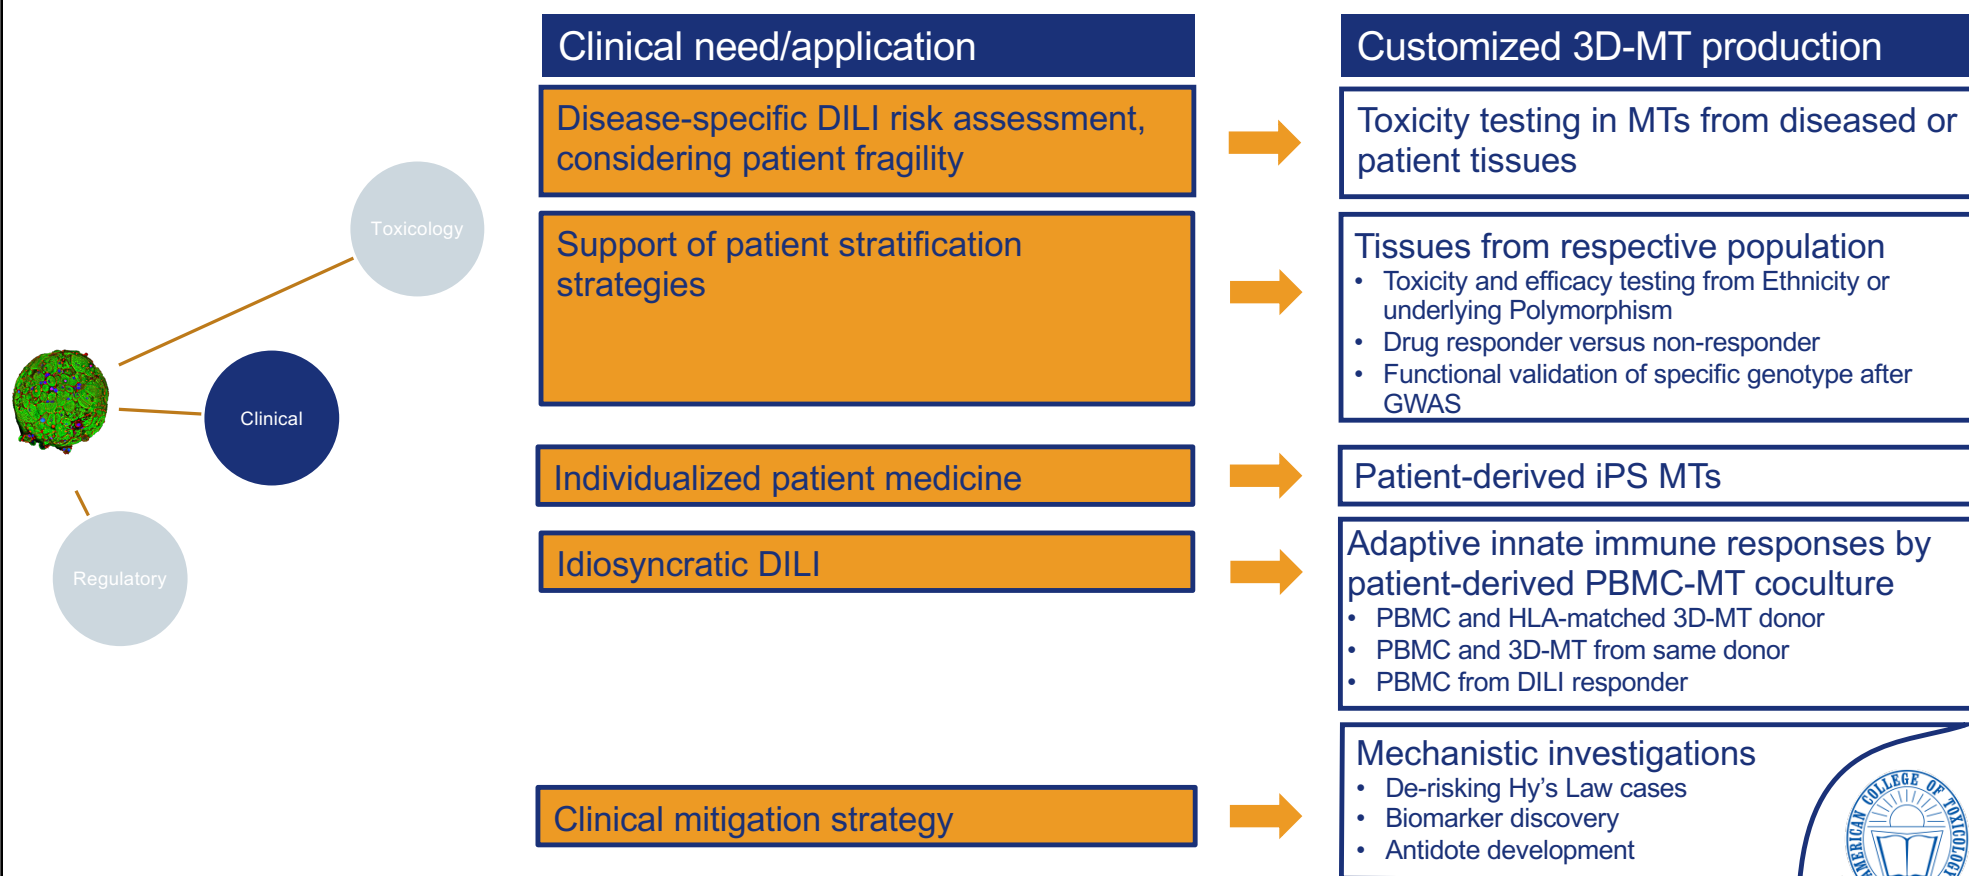 Clinical need/application
Customized 3D-MT production
Disease-specific DILI risk assessment,
considering patient fragility
Toxicity testing in MTs from diseased or
patient tissues
Toxicology
Support of patient stratification
strategies
Tissues from respective population
• Toxicity and efficacy testing from Ethnicity or
underlying Polymorphism
• Drug responder versus non-responder
• Functional validation of specific genotype after
GWAS
Clinical
Individualized patient medicine
Patient-derived iPS MTs
Regulatory
Idiosyncratic DILI
Adaptive innate immune responses by
patient-derived PBMC-MT coculture
• PBMC and HLA-matched 3D-MT donor
• PBMC and 3D-MT from same donor
• PBMC from DILI responder
Clinical mitigation strategy
Mechanistic investigations
• De-risking Hy's Law cases
• Biomarker discovery
• Antidote development
AMERICAN COLLEGE OF TOXICOLOGY